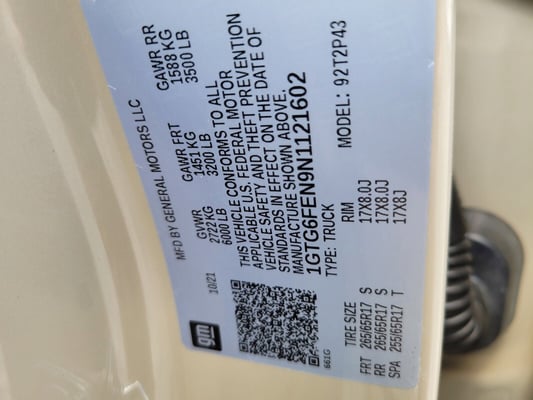 gm
10/21
MFD BY GENERAL MOTORS LLC
GVWR GAWR FRT GAWR RR
2722 KG 1451 KG 1588 KG
6000 LB 3200 LB 3500 LB
THIS VEHICLE CONFORMS TO ALL
APPLICABLE U.S. FEDERAL MOTOR
VEHICLE SAFETY AND THEFT PREVENTION
STANDARDS IN EFFECT ON THE DATE OF
MANUFACTURE SHOWN ABOVE.
1GTG6FEN9N1121602
TYPE: TRUCK MODEL: 92T2P43
661G
TIRE SIZE RIM
FRT 265/65R17 S 17X8.0J
RR 265/65R17 S 17X8.0J
SPA 255/65R17 T 17X8J